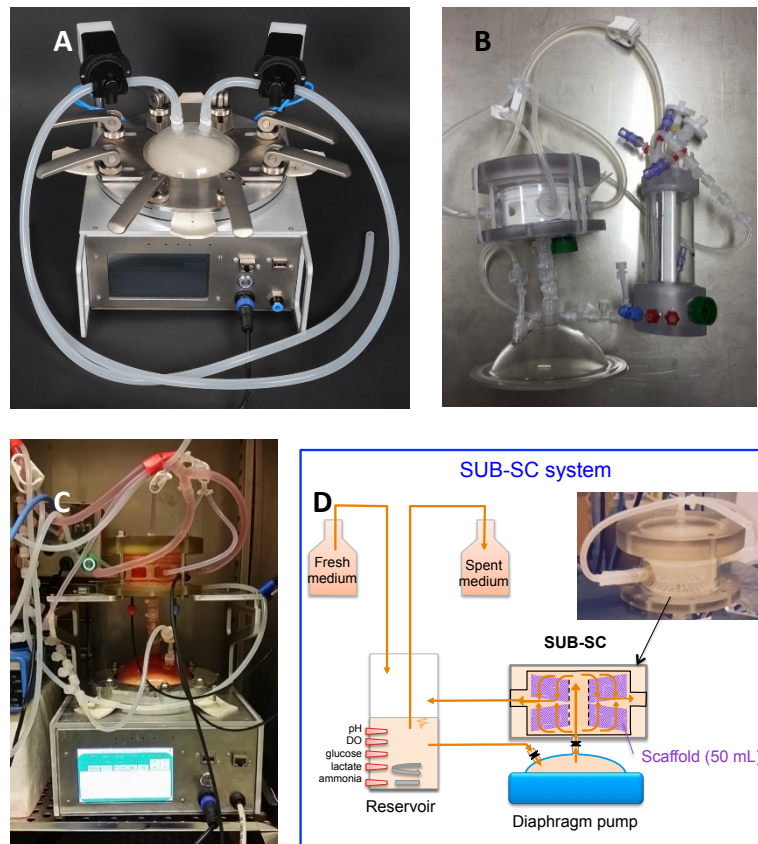 A
B
C
D
SUB-SC system
Fresh
medium
Spent
medium
SUB-SC
pH
DO
glucose
lactate
ammonia
Scaffold (50 mL)
Reservoir
Diaphragm pump